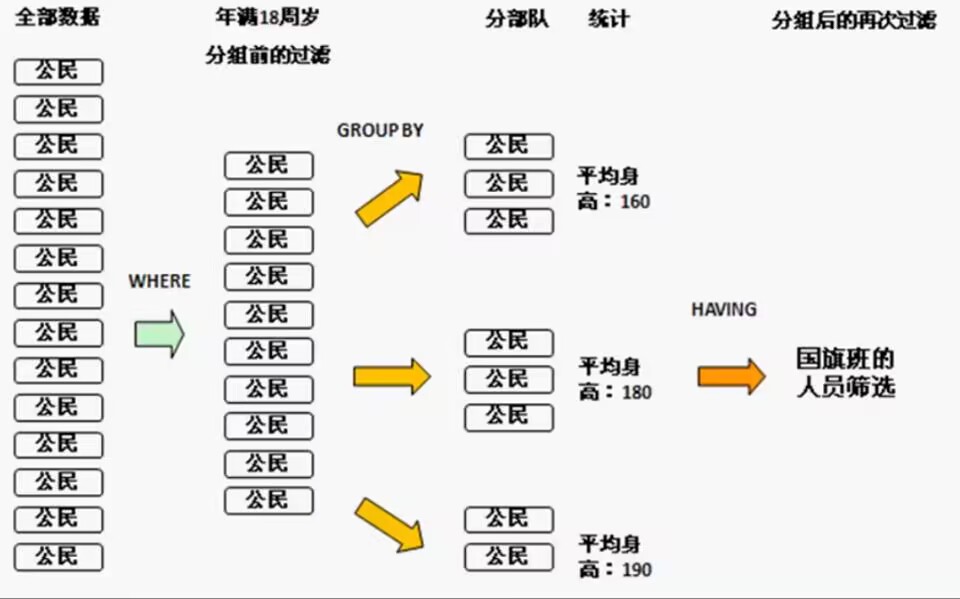 全部数据
年满18周岁
分组前的过滤
分部队
统计
分组后的再次过滤
公民
公民
公民
公民
公民
公民
公民
公民
公民
公民
公民
公民
公民
公民
WHERE
公民
公民
公民
公民
公民
公民
公民
公民
公民
公民
GROUP BY
公民
公民
公民
平均身
高：160
公民
公民
公民
平均身
高：180
公民
公民
平均身
高：190
HAVING
国旗班的
人员筛选